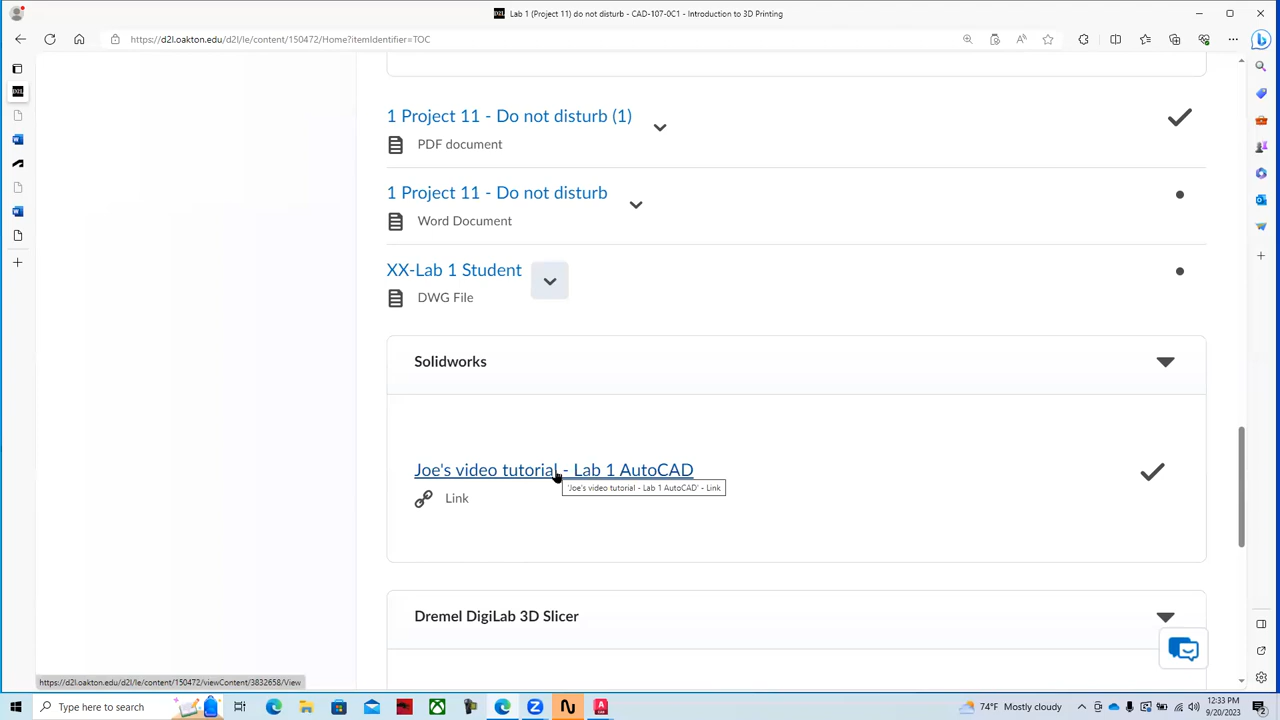 Lab 1 (Project 11) do not disturb - CAD-107-0C1 - Introduction to 3D Printing
https://d2l.oakton.edu/d2l/le/content/150472/Home?itemIdentifier=TOC
1 Project 11 - Do not disturb (1)
PDF document
1 Project 11 - Do not disturb
Word Document
XX-Lab 1 Student
DWG File
Solidworks
Joe's video tutorial - Lab 1 AutoCAD
'Joe's video tutorial - Lab 1 AutoCAD' - Link
Link
Dremel DigiLab 3D Slicer
https://d2l.oakton.edu/d2l/le/content/150472/viewContent/3832658/View
Type here to search
74°F Mostly cloudy
12:33 PM
9/20/2023